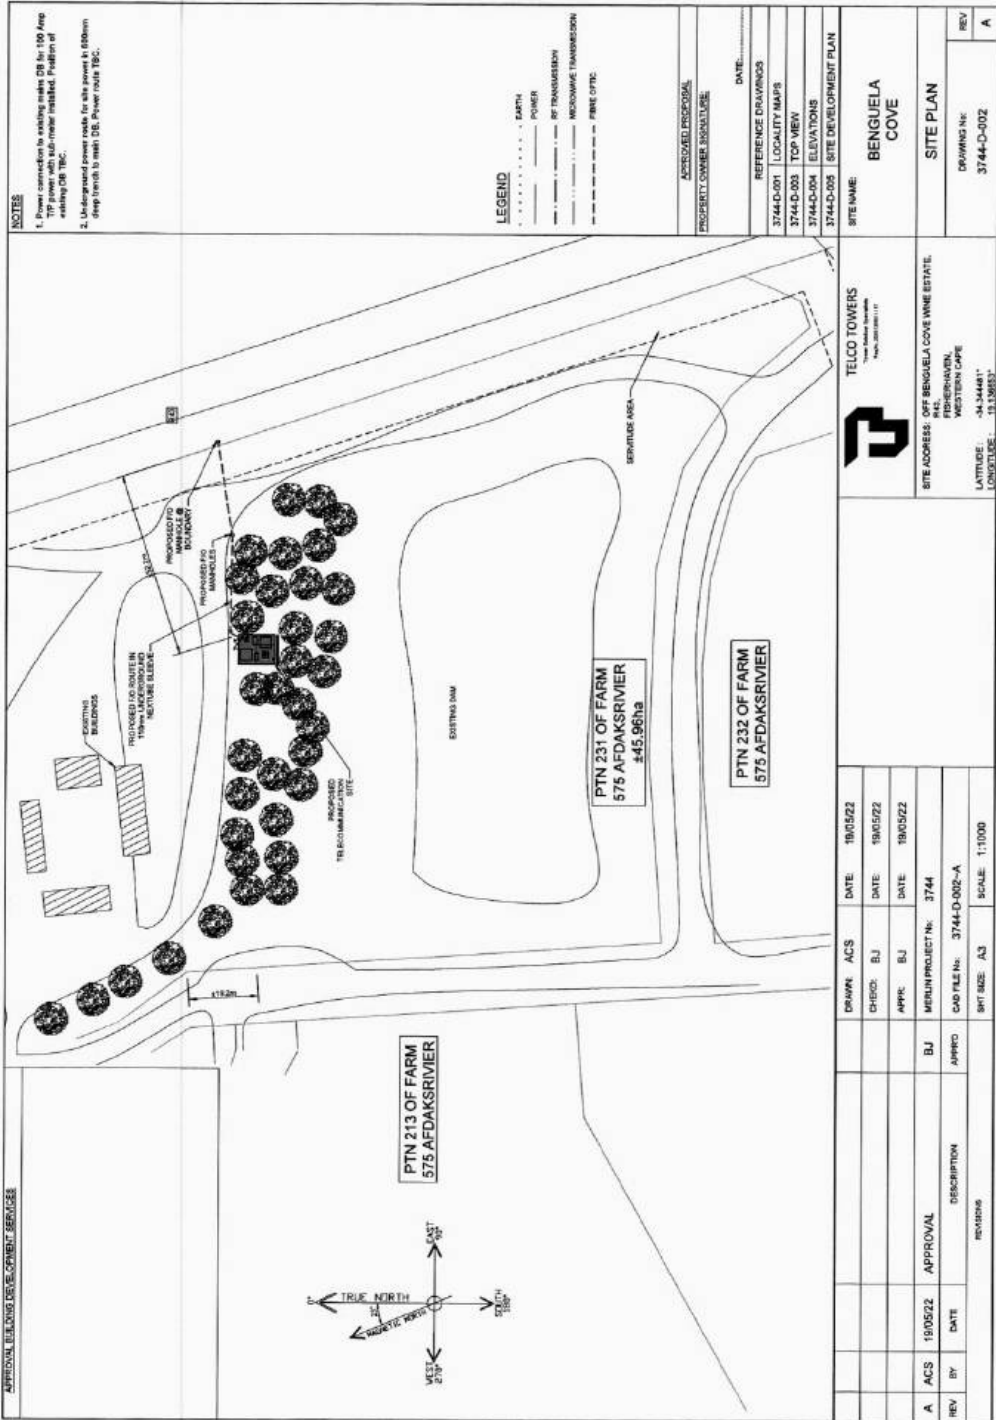 APPROVAL BUILDING DEVELOPMENT SERVICES
NOTES
1. Power connection to existing mains DB for 100 Amp
T/P power with sub-meter installed. Position of
existing DB TBC.
2. Underground power route for site power in 600mm
deep trench to main DB. Power route TBC.
LEGEND
EARTH
POWER
RF TRANSMISSION
MICROWAVE TRANSMISSION
FIBRE OPTIC
APPROVED PROPOSAL
PROPERTY OWNER SIGNATURE:
DATE:
REFERENCE DRAWINGS
3744-D-001 LOCALITY MAPS
3744-D-003 TOP VIEW
3744-D-004 ELEVATIONS
3744-D-005 SITE DEVELOPMENT PLAN
R43
PROPOSED F/O
MANHOLE @
BOUNDARY
PROPOSED F/O
MANHOLES
PROPOSED F/O ROUTE IN
110mm UNDERGROUND
NEXTUBE SLEEVE
EXISTING
BUILDINGS
PROPOSED
TELECOMMUNICATION
SITE
EXISTING DAM
SERVITUDE AREA
PTN 231 OF FARM
575 AFDAKSRIVIER
±45.96ha
PTN 232 OF FARM
575 AFDAKSRIVIER
±19.2m
PTN 213 OF FARM
575 AFDAKSRIVIER
0°
TRUE NORTH
MAGNETIC NORTH
EAST
90°
SOUTH
180°
WEST
270°
A ACS 19/05/22 APPROVAL BJ
REV BY DATE DESCRIPTION APPR'D
REVISIONS
DRAWN: ACS DATE: 19/05/22
CHECKD: BJ DATE: 19/05/22
APPR: BJ DATE: 19/05/22
MERLIN PROJECT No: 3744
CAD FILE No: 3744-D-002-A
SHT SIZE: A3 SCALE: 1:1000
TELCO TOWERS
SITE ADDRESS: OFF BENGUELA COVE WINE ESTATE,
R43,
FISHERHAVEN,
WESTERN CAPE
LATITUDE : -34.344481°
LONGITUDE :
SITE NAME:
BENGUELA
COVE
SITE PLAN
DRAWING No:
3744-D-002
REV
A